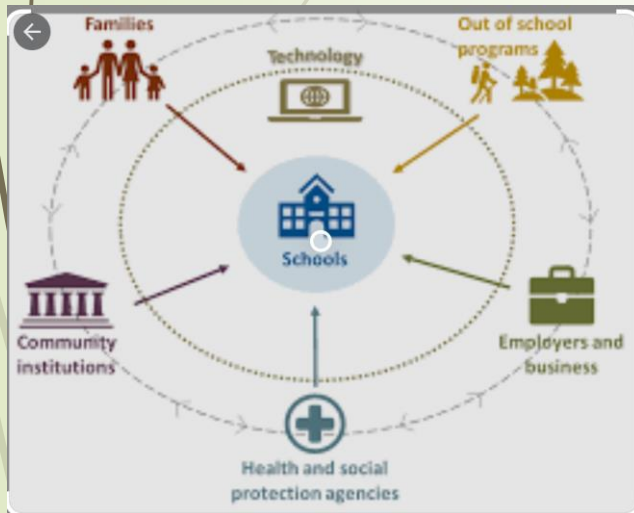 Families
Out of school
programs
Technology
Schools
Community
institutions
Employers and
business
Health and social
protection agencies